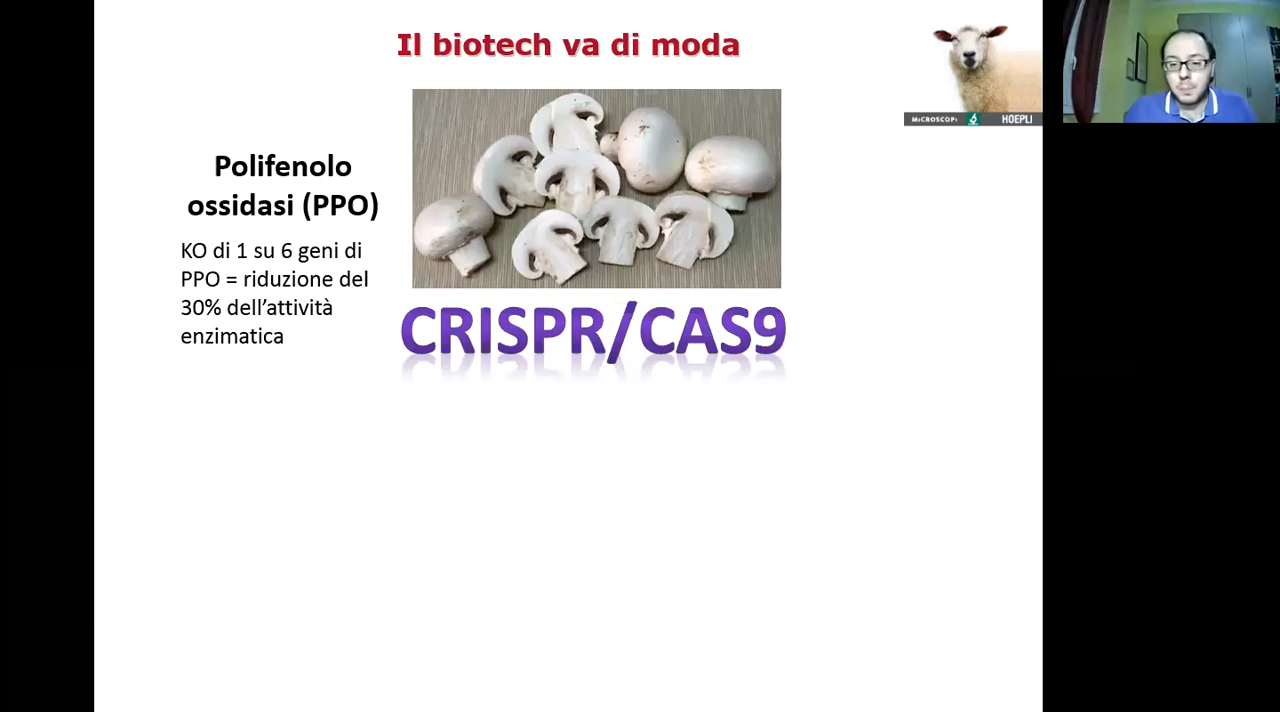 Il biotech va di moda
MICROSCOPI
HOEPLI
Polifenolo
ossidasi (PPO)
KO di 1 su 6 geni di
PPO = riduzione del
30% dell’attività
enzimatica
CRISPR/CAS9